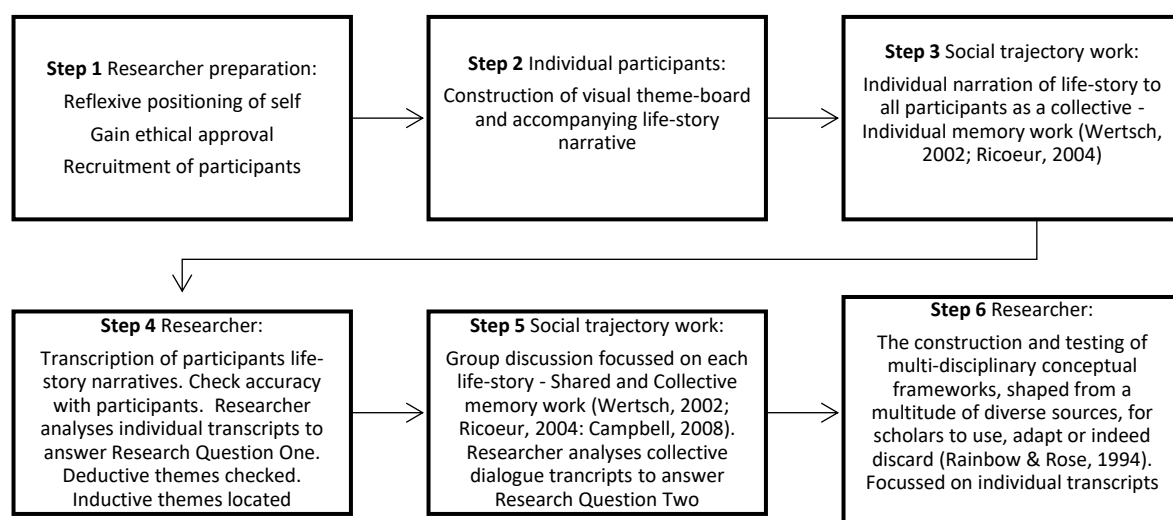 Step 1 Researcher preparation:
Reflexive positioning of self
Gain ethical approval
Recruitment of participants
Step 2 Individual participants:
Construction of visual theme-board
and accompanying life-story
narrative
Step 3 Social trajectory work:
Individual narration of life-story to
all participants as a collective -
Individual memory work (Wertsch,
2002; Ricoeur, 2004)
Step 4 Researcher:
Transcription of participants life-
story narratives. Check accuracy
with participants.  Researcher
analyses individual transcripts to
answer Research Question One.
Deductive themes checked.
Inductive themes located
Step 5 Social trajectory work:
Group discussion focussed on each
life-story - Shared and Collective
memory work (Wertsch, 2002;
Ricoeur, 2004: Campbell, 2008).
Researcher analyses collective
dialogue trancripts to answer
Research Question Two
Step 6 Researcher:
The construction and testing of
multi-disciplinary conceptual
frameworks, shaped from a
multitude of diverse sources, for
scholars to use, adapt or indeed
discard (Rainbow & Rose, 1994).
Focussed on individual transcripts